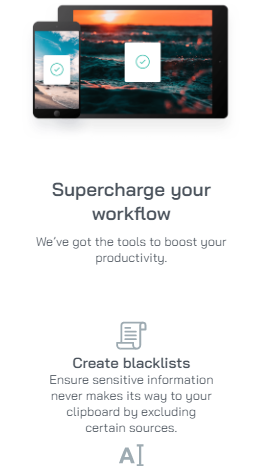 Supercharge your
workflow
We've got the tools to boost your
productivity.
Create blacklists
Ensure sensitive information
never makes its way to your
clipboard by excluding
certain sources.
A